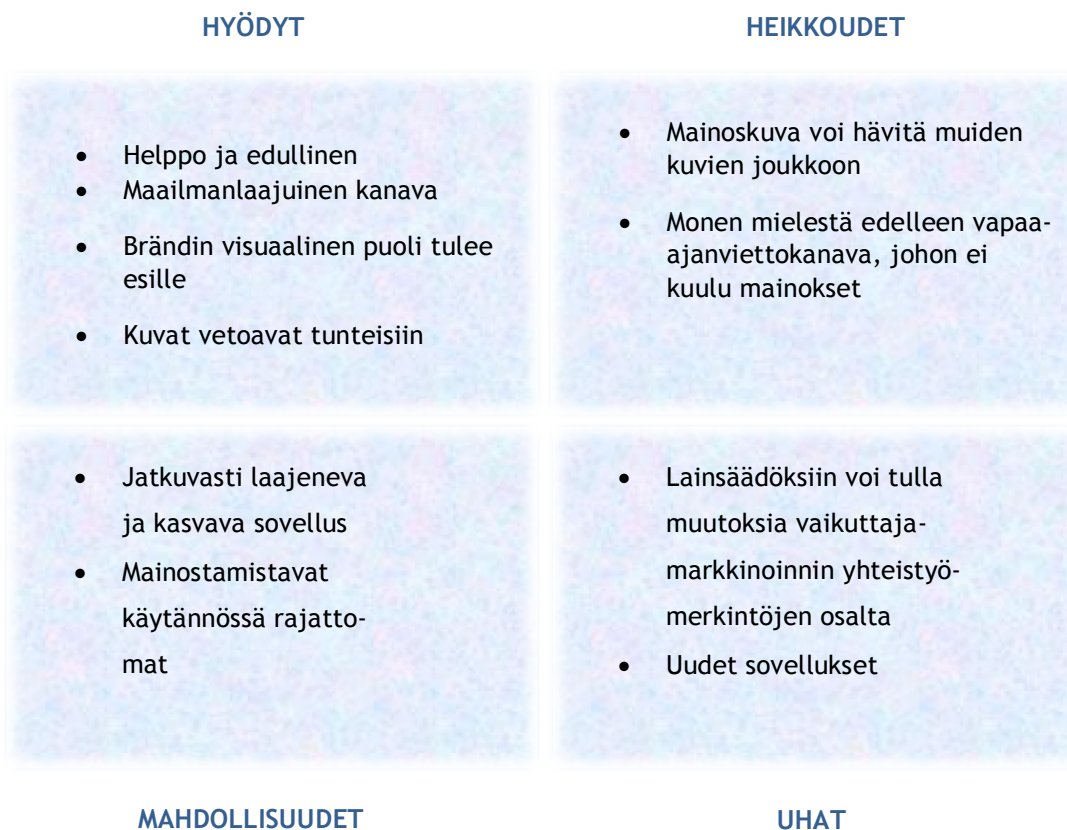 HYÖDYT
HEIKKOUDET
• Helppo ja edullinen
• Maailmanlaajuinen kanava
• Brändin visuaalinen puoli tulee
esille
• Kuvat vetoavat tunteisiin
• Mainoskuva voi hävitä muiden
kuvien joukkoon
• Monen mielestä edelleen vapaa-
ajanviettokanava, johon ei
kuulu mainokset
• Jatkuvasti laajeneva
ja kasvava sovellus
• Mainostamistavat
käytännössä rajatto-
mat
• Lainsäädöksiin voi tulla
muutoksia vaikuttaja-
markkinoinnin yhteistyö-
merkintöjen osalta
• Uudet sovellukset
MAHDOLLISUUDET
UHAT